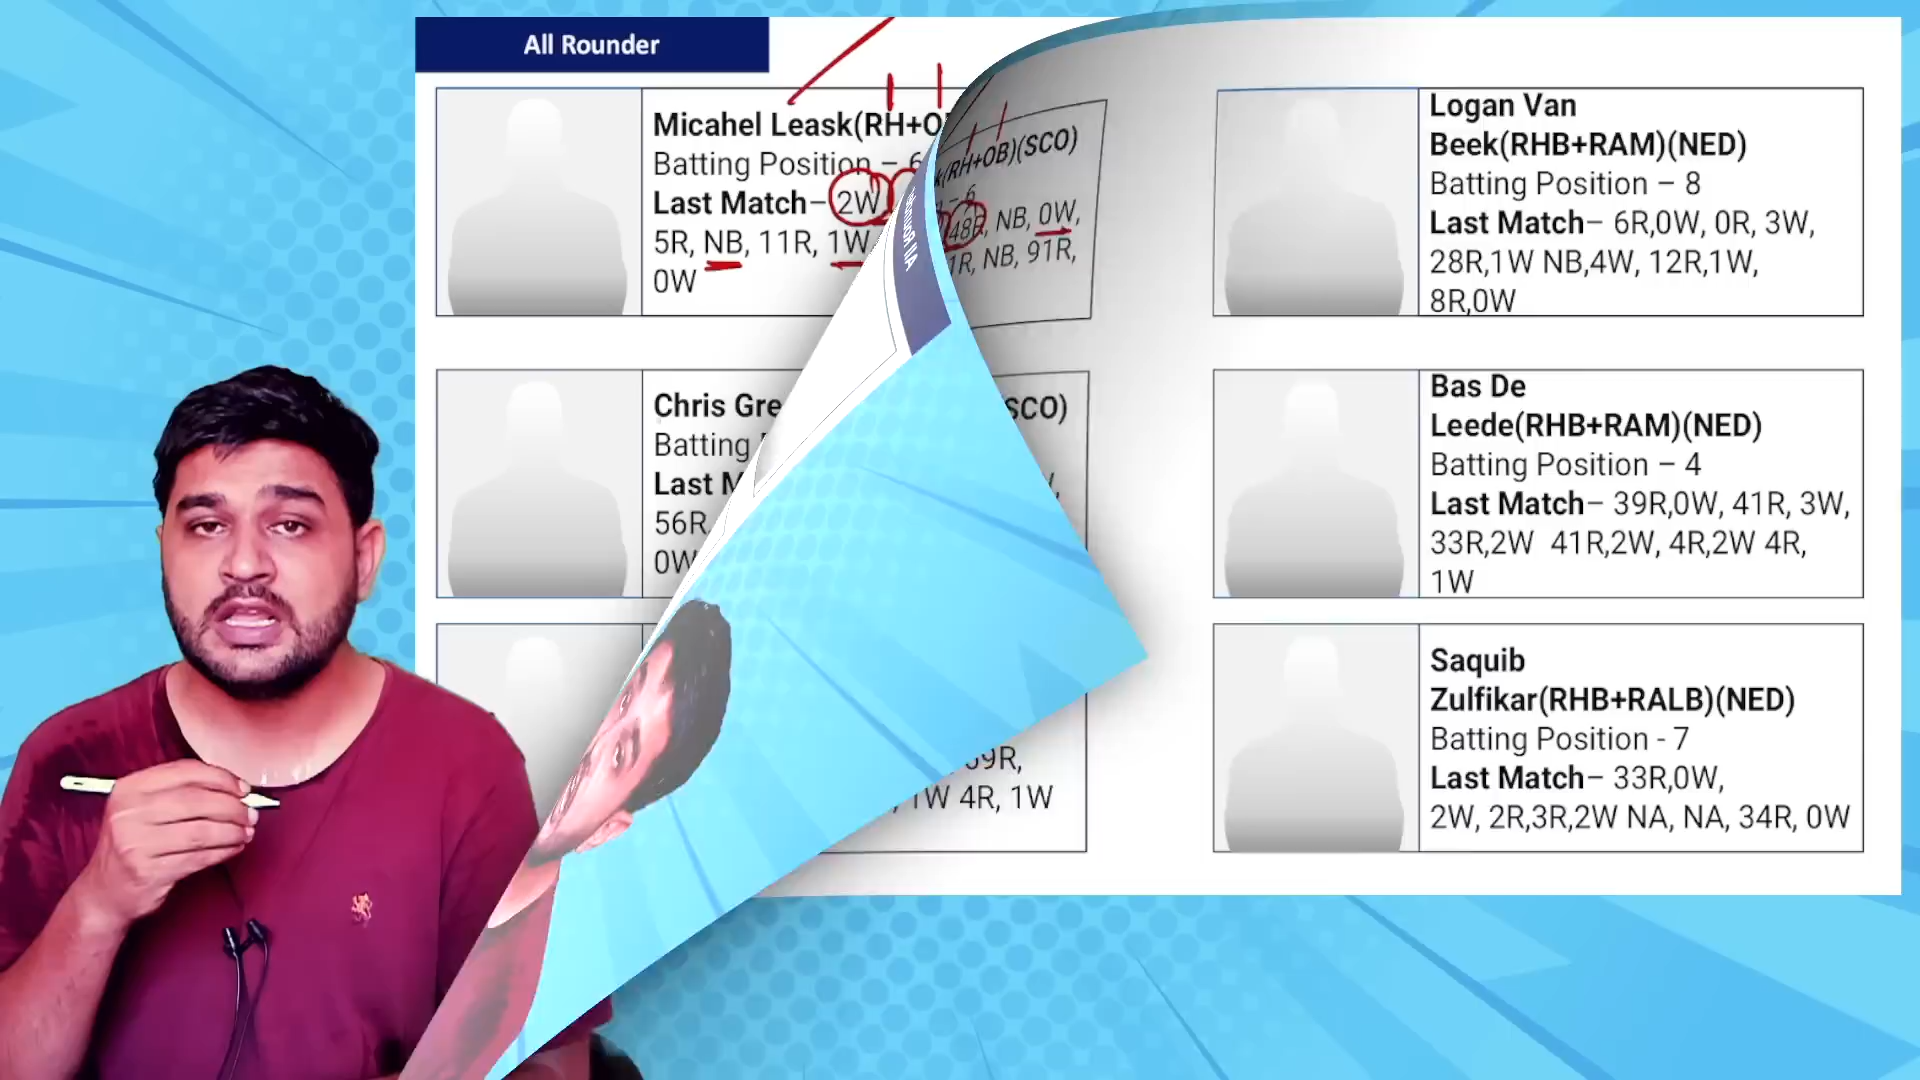 All Rounder
Micahel Leask(RH+O
Batting Position – 6
Last Match– 2W
5R, NB, 11R, 1W
0W
(RH+OB)(SCO)
– 6
48R, NB, 0W,
1R, NB, 91R,
All Rounder
Chris Gre
SCO)
Batting
Last M
56R
0W
69R,
, 1W 4R, 1W
Logan Van
Beek(RHB+RAM)(NED)
Batting Position – 8
Last Match– 6R,0W, 0R, 3W,
28R,1W NB,4W, 12R,1W,
8R,0W
Bas De
Leede(RHB+RAM)(NED)
Batting Position – 4
Last Match– 39R,0W, 41R, 3W,
33R,2W 41R,2W, 4R,2W 4R,
1W
Saquib
Zulfikar(RHB+RALB)(NED)
Batting Position - 7
Last Match– 33R,0W,
2W, 2R,3R,2W NA, NA, 34R, 0W